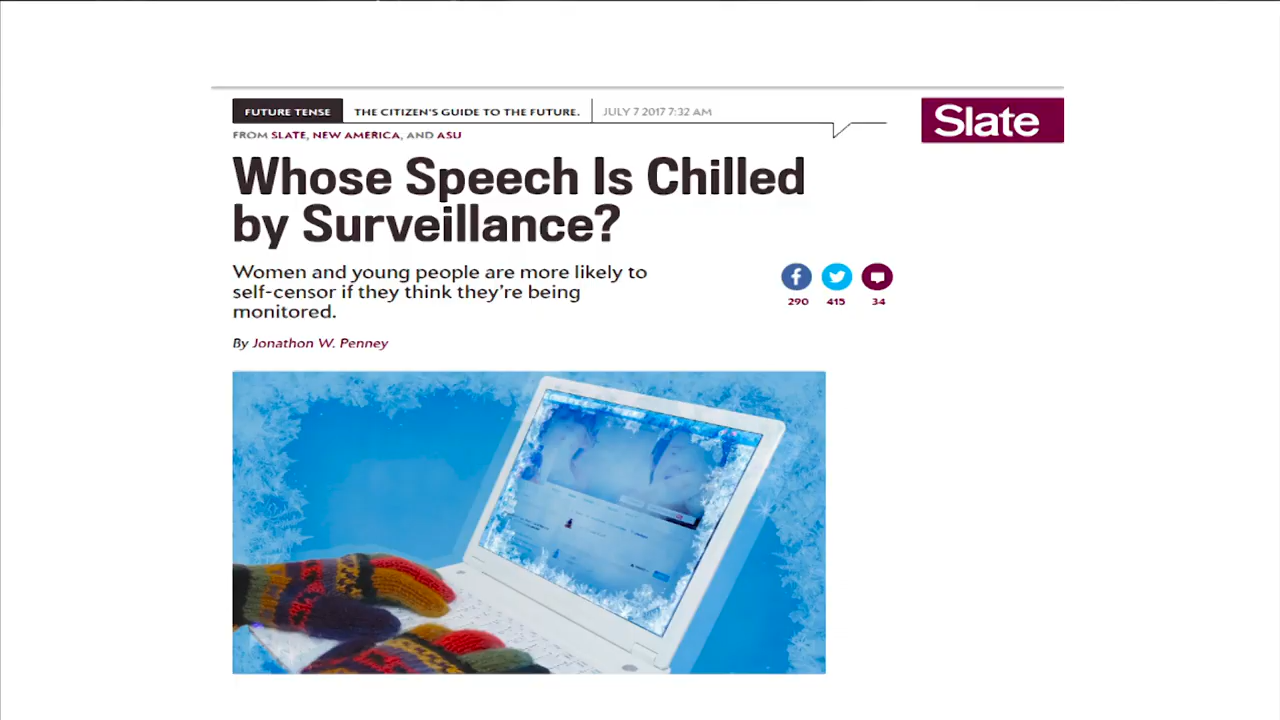 FUTURE TENSE THE CITIZEN'S GUIDE TO THE FUTURE. JULY 7 2017 7:32 AM
Slate
FROM SLATE, NEW AMERICA, AND ASU
Whose Speech Is Chilled
by Surveillance?
Women and young people are more likely to
self-censor if they think they're being
monitored.
290 415 34
By Jonathon W. Penney